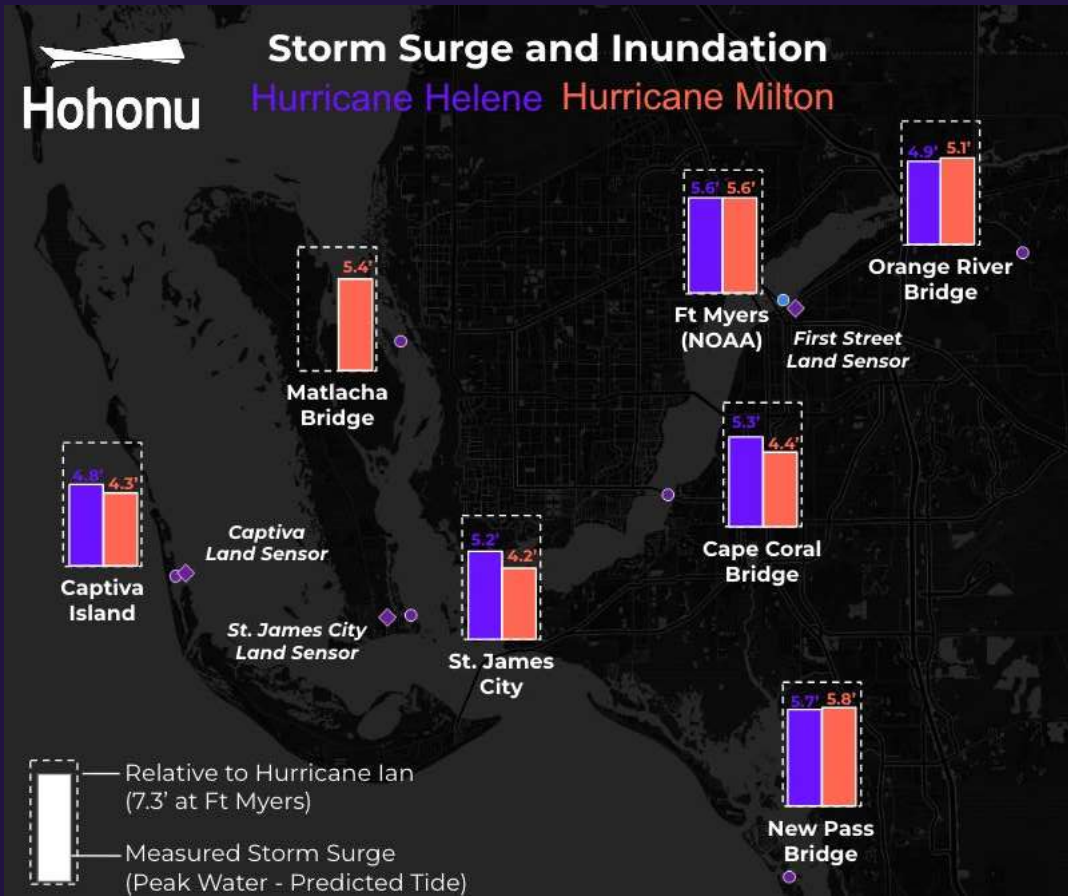 Hohonu
Storm Surge and Inundation
Hurricane Helene Hurricane Milton
4.9' 5.1'
Orange River
Bridge
5.6' 5.6'
Ft Myers
(NOAA)
First Street
Land Sensor
5.4'
Matlacha
Bridge
5.3' 4.4'
Cape Coral
Bridge
4.8' 4.3'
Captiva
Island
Captiva
Land Sensor
St. James City
Land Sensor
5.2' 4.2'
St. James
City
5.7' 5.8'
New Pass
Bridge
Relative to Hurricane Ian
(7.3' at Ft Myers)
Measured Storm Surge
(Peak Water - Predicted Tide)